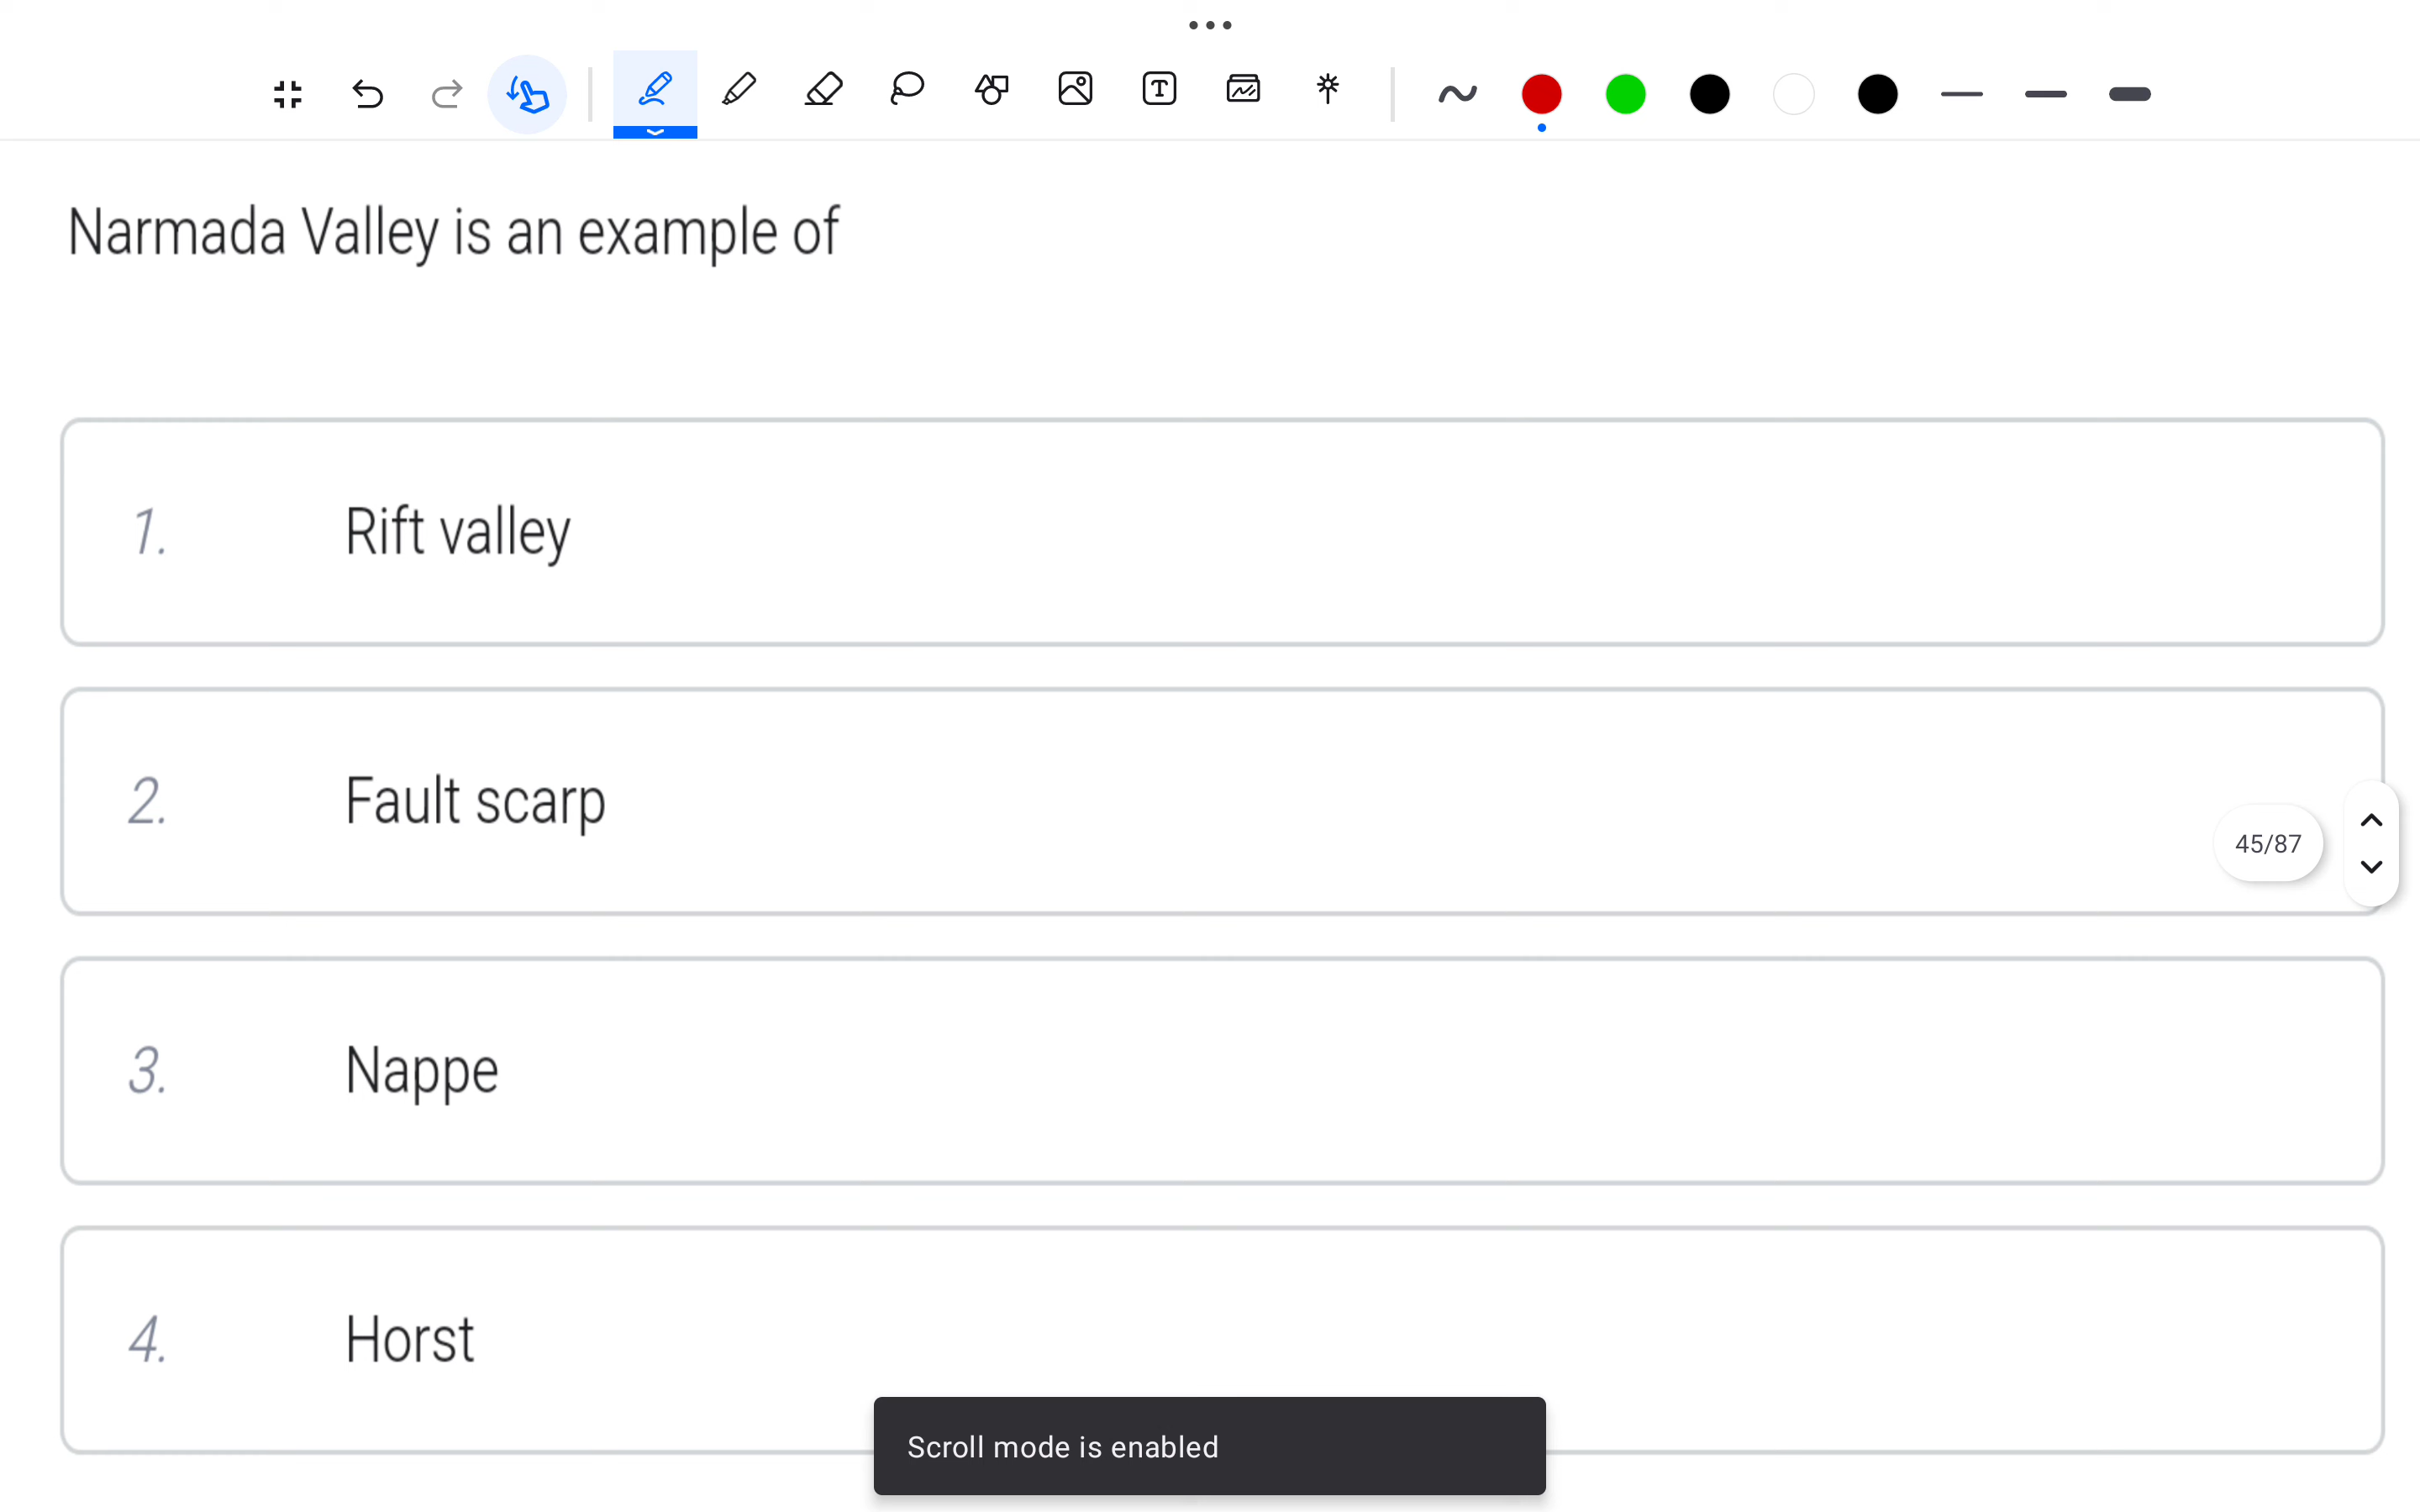 Narmada Valley is an example of
1. Rift valley
2. Fault scarp
45/87
3. Nappe
4. Horst
Scroll mode is enabled